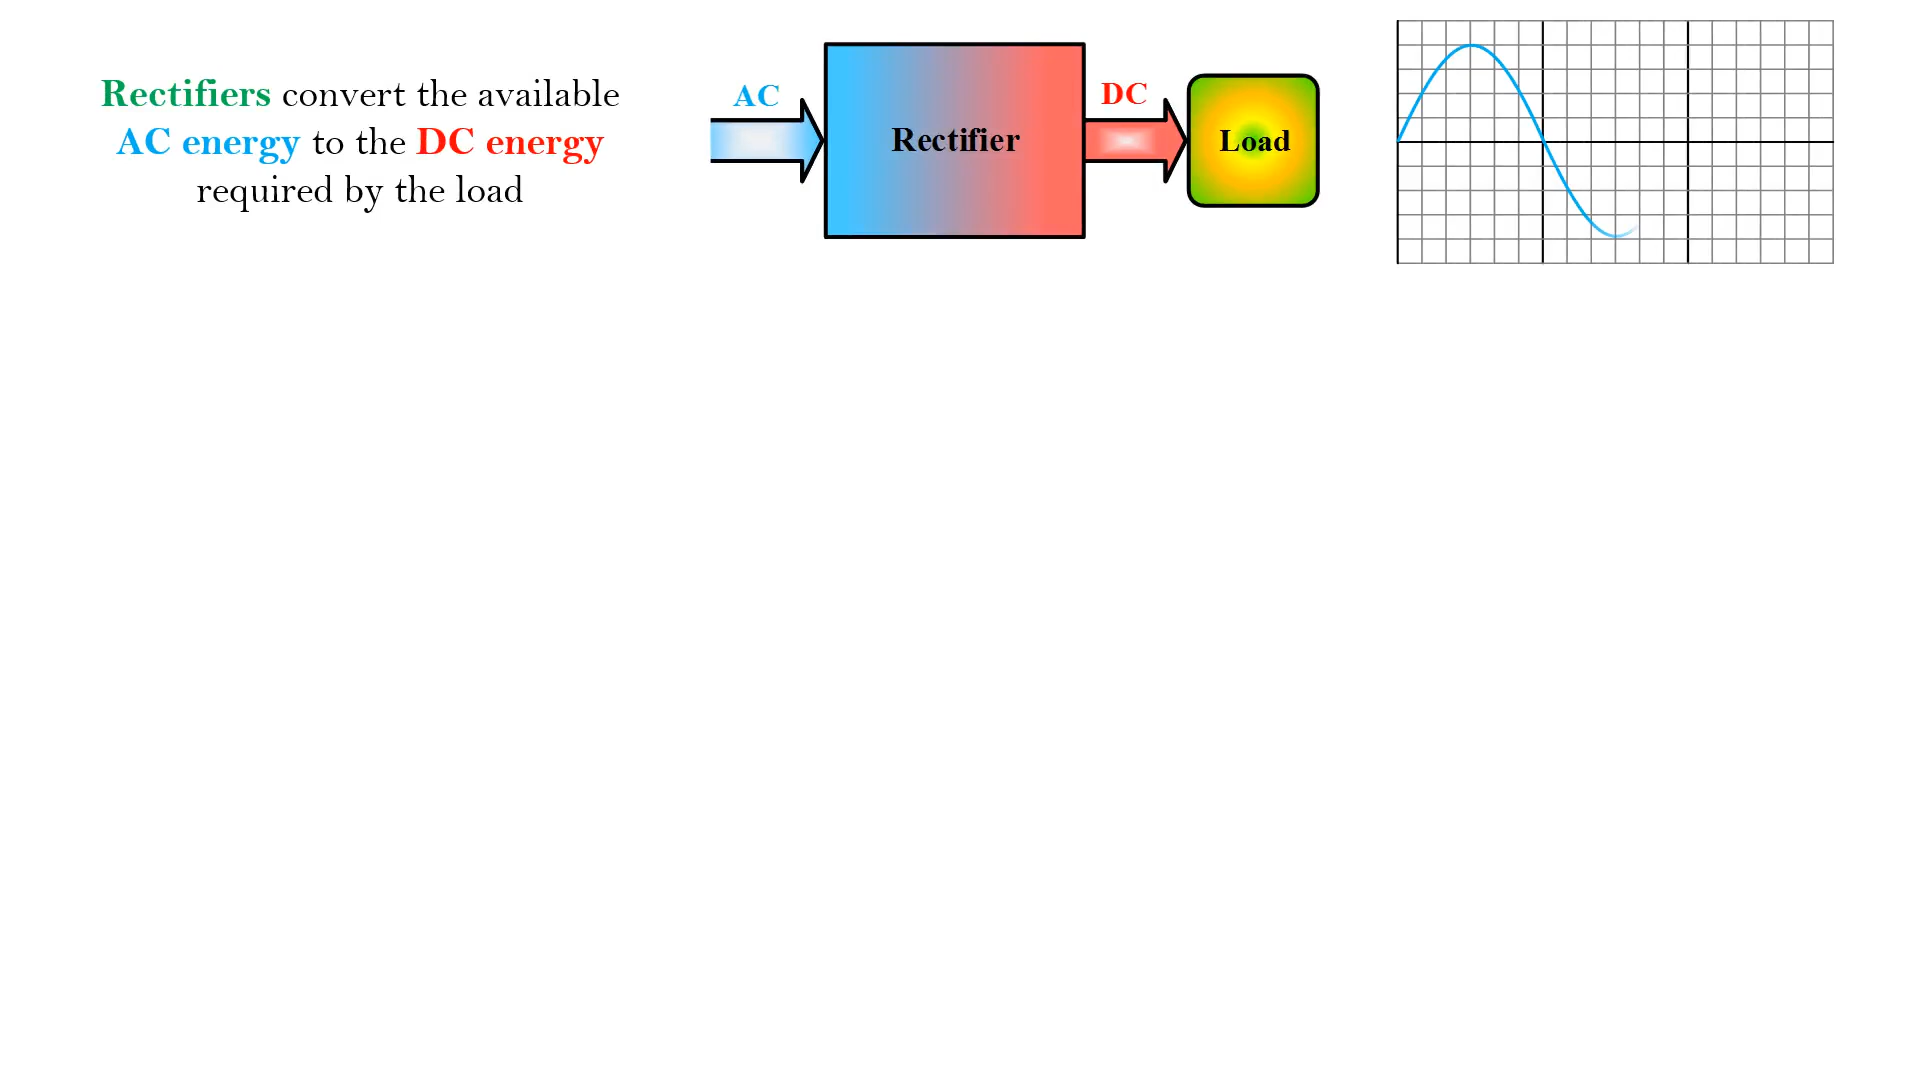 Rectifiers convert the available
AC energy to the DC energy
required by the load
AC
Rectifier
DC
Load